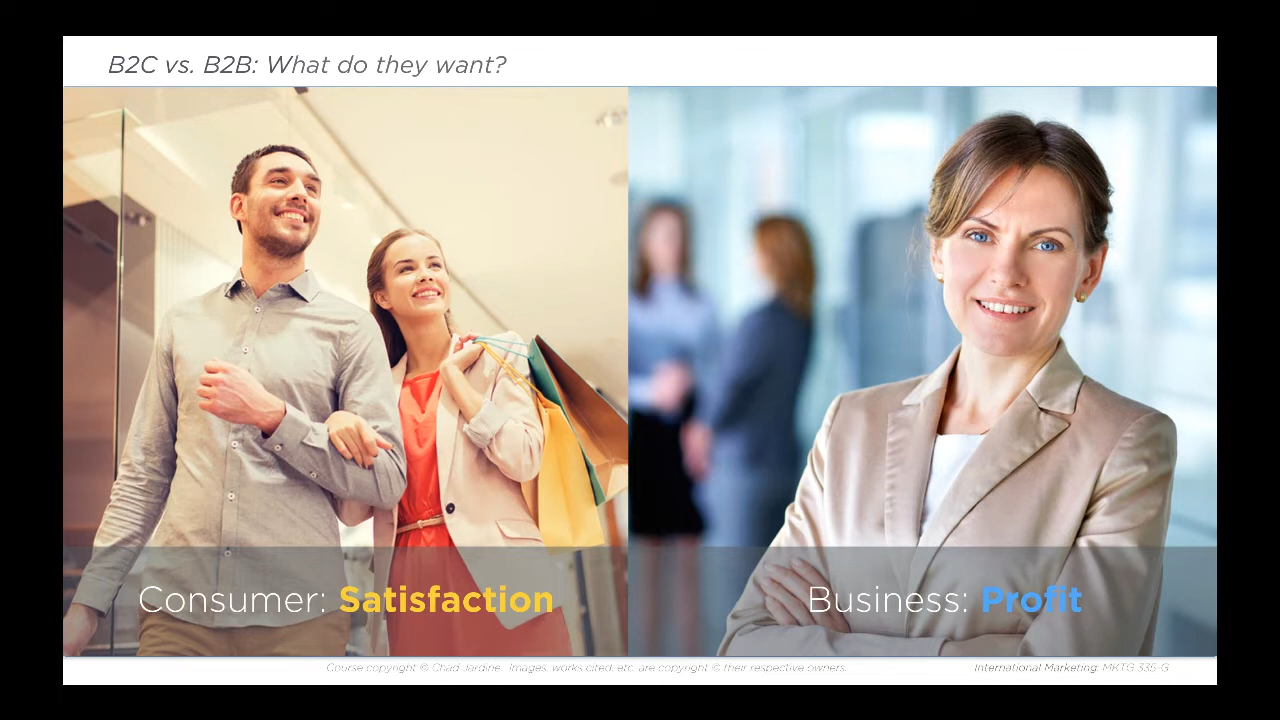 B2C vs. B2B: What do they want?
Consumer: Satisfaction
Business: Profit
Course copyright © Chad Jardine. Images, works cited, etc. are copyright © their respective owners.
International Marketing: MKTG 335-G